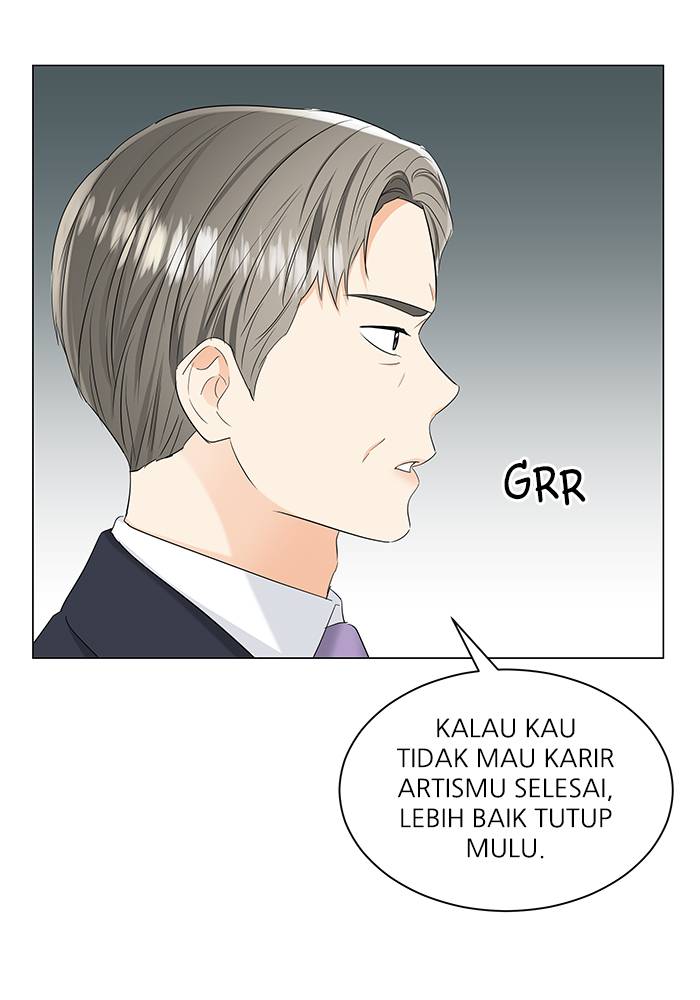 GRR
KALAU KAU
TIDAK MAU KARIR
ARTISMU SELESAI,
LEBIH BAIK TUTUP
MULU.